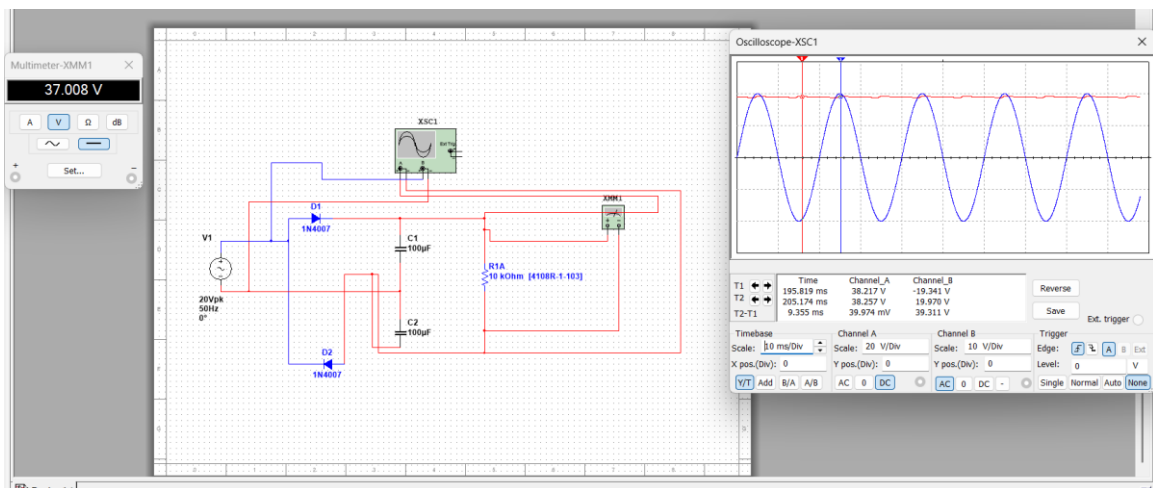 Multimeter-XMM1
37.008 V
A V Ω dB
+ Set... -
XSC1
Ext Trig
A B
XMM1
D1
1N4007
V1
20Vpk
50Hz
0°
C1
100µF
R1A
10 kOhm [4108R-1-103]
C2
100µF
D2
1N4007
Oscilloscope-XSC1
Time Channel_A Channel_B
T1 195.819 ms 38.217 V -19.341 V
T2 205.174 ms 38.257 V 19.970 V
T2-T1 9.355 ms 39.974 mV 39.311 V
Reverse
Save
Ext. trigger
Timebase
Scale: 10 ms/Div
X pos.(Div): 0
Y/T Add B/A A/B
Channel A
Scale: 20 V/Div
Y pos.(Div): 0
AC 0 DC
Channel B
Scale: 10 V/Div
Y pos.(Div): 0
AC 0 DC -
Trigger
Edge: A B Ext
Level: 0 V
Single Normal Auto None